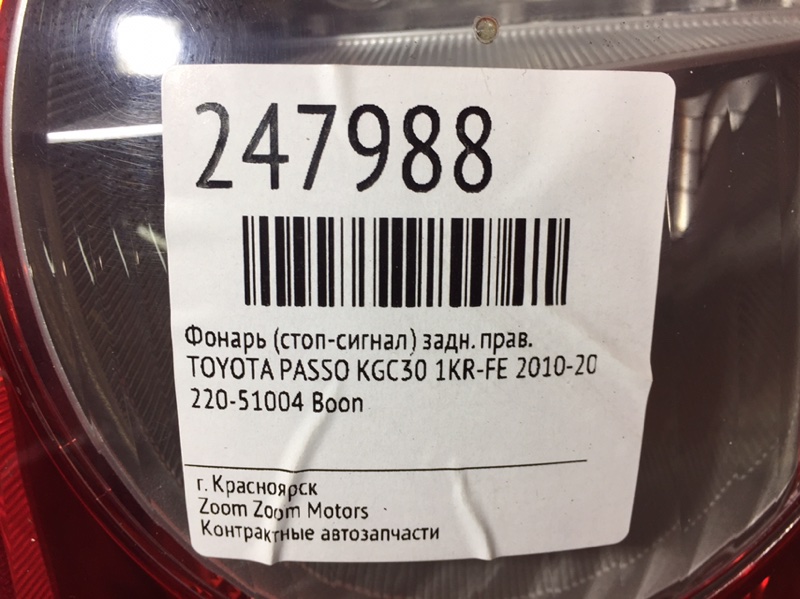 247988
Фонарь (стоп-сигнал) задн. прав.
TOYOTA PASSO KGC30 1KR-FE 2010-20
220-51004 Boon
г. Красноярск
Zoom Zoom Motors
Контрактные автозапчасти